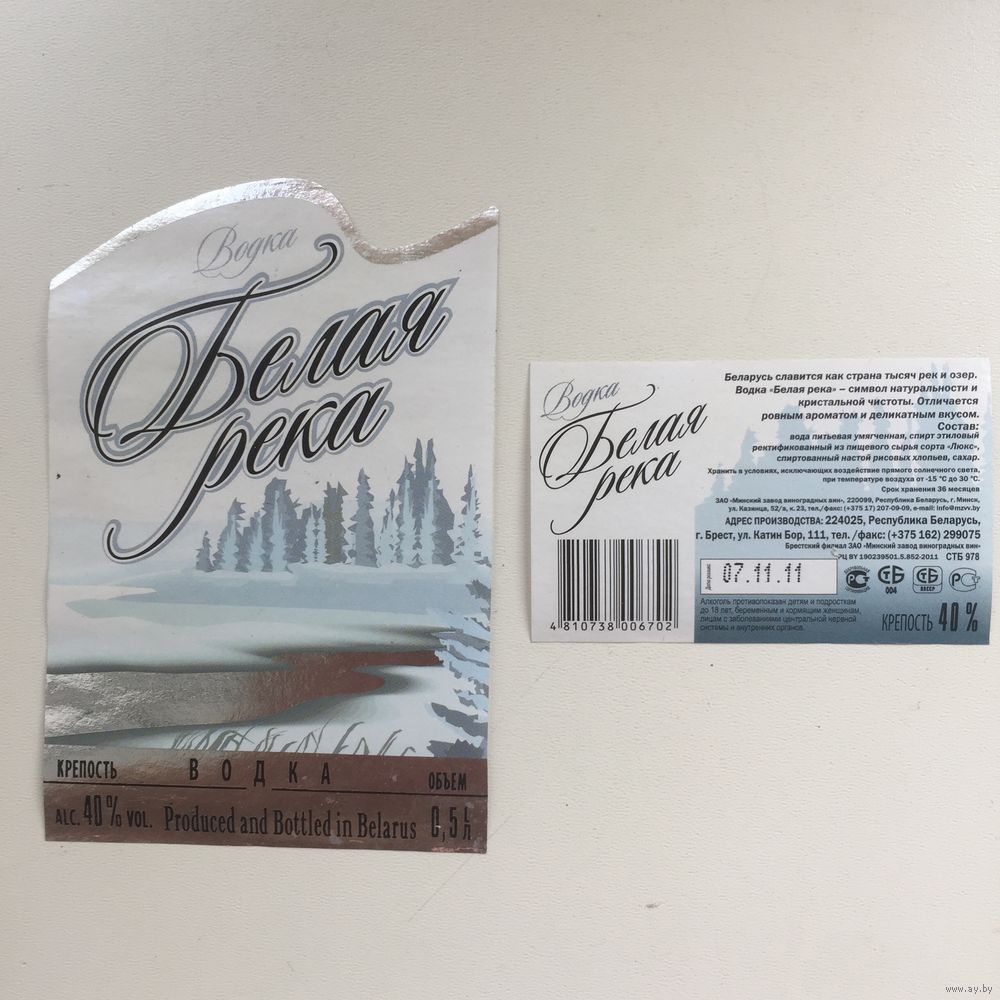 Водка
Белая
река
КРЕПОСТЬ ВОДКА ОБЪЕМ
ALC. 40% VOL. Produced and Bottled in Belarus 0,5 L
Л
Водка
Белая
река
Беларусь славится как страна тысяч рек и озер.
Водка «Белая река» – символ натуральности и
кристальной чистоты. Отличается
ровным ароматом и деликатным вкусом.
Состав:
вода питьевая умягченная, спирт этиловый
ректификованный из пищевого сырья сорта «Люкс»,
спиртованный настой рисовых хлопьев, сахар.
Хранить в условиях, исключающих воздействие прямого солнечного света,
при температуре воздуха от -15 °С до 30 °С.
Срок хранения 36 месяцев
ЗАО «Минский завод виноградных вин», 220099, Республика Беларусь, г. Минск,
ул. Казинца, 52/а, к. 23, тел./факс: (+375 17) 207-09-09, e-mail: info@mzvv.by
АДРЕС ПРОИЗВОДСТВА: 224025, Республика Беларусь,
г. Брест, ул. Катин Бор, 111, тел. /факс: (+375 162) 299075
Брестский филиал ЗАО «Минский завод виноградных вин»
РЦ BY 190239501.5.852-2011 СТБ 978
07.11.11
СТБ
004
СТБ
Алкоголь противопоказан детям и подросткам
до 18 лет, беременным и кормящим женщинам,
лицам с заболеваниями центральной нервной
системы и внутренних органов.
КРЕПОСТЬ 40 %
4 810738 006702
www.ay.by